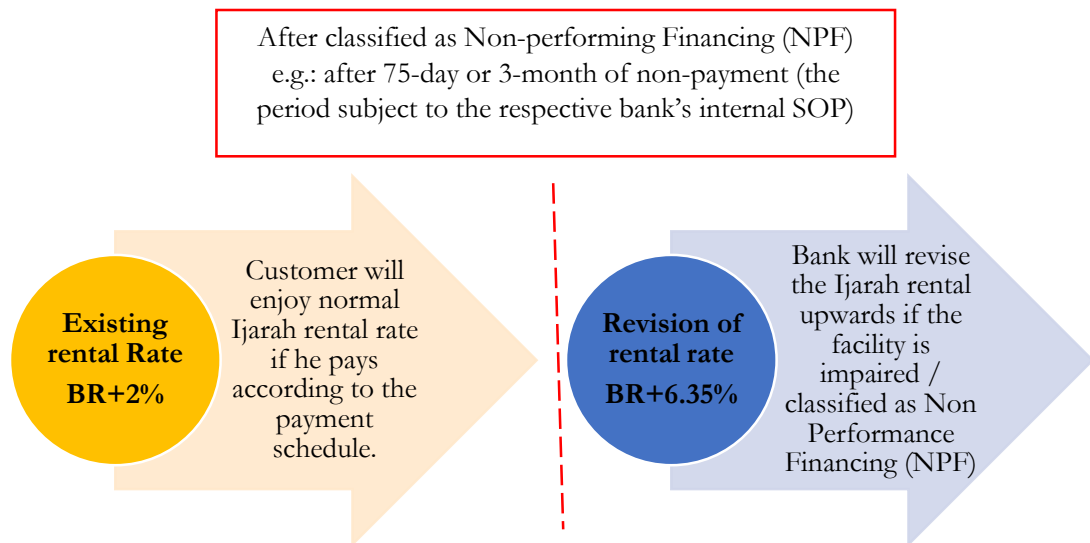 After classified as Non-performing Financing (NPF)
e.g.: after 75-day or 3-month of non-payment (the
period subject to the respective bank's internal SOP)
Existing
rental Rate
BR+2%
Customer will
enjoy normal
Ijarah rental rate
if he pays
according to the
payment
schedule.
Revision of
rental rate
BR+6.35%
Bank will revise
the Ijarah rental
upwards if the
facility is
impaired /
classified as Non
Performance
Financing (NPF)